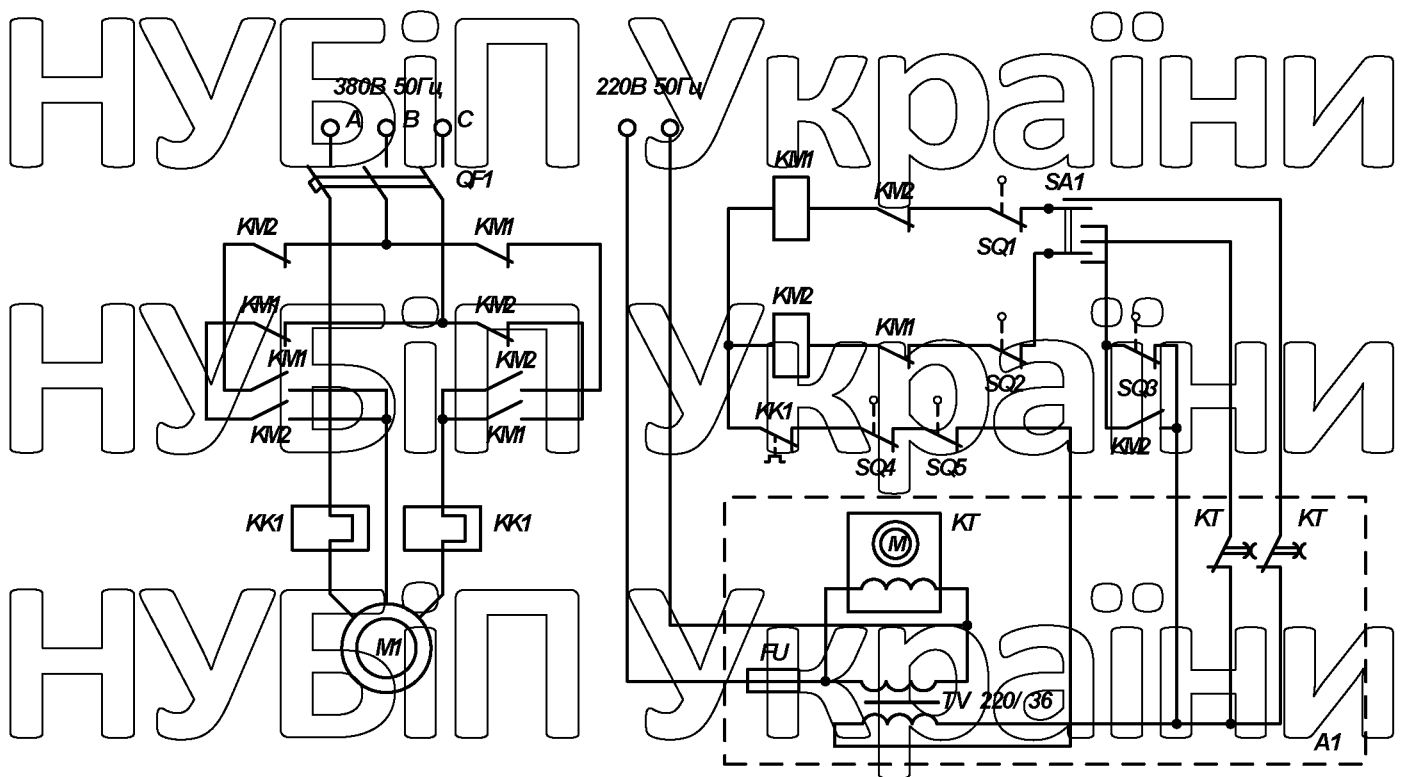 НУБіП України
380В 50Гц 220В 50Гц
A B C
QF1
KM1
KM2
SQ1
SA1
KM2 KM1
KM1 KM2
KM2 KM1
SQ2
SQ3
KM1 KM2
KM2 KM1
KK1
SQ4 SQ5
KM2
НУБіП України
KK1 KK1
KT
M
KT KT
M1
FU
TV 220/36
A1
НУБіП України